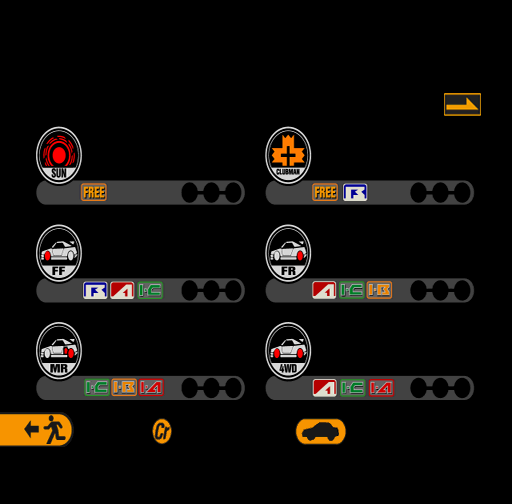 SUN
CLUBMAN
FREE
FREE B
FF
FR
B A I-C
A I-C I-B
MR
4WD
I-C I-B I-A
A I-C I-A
Cr